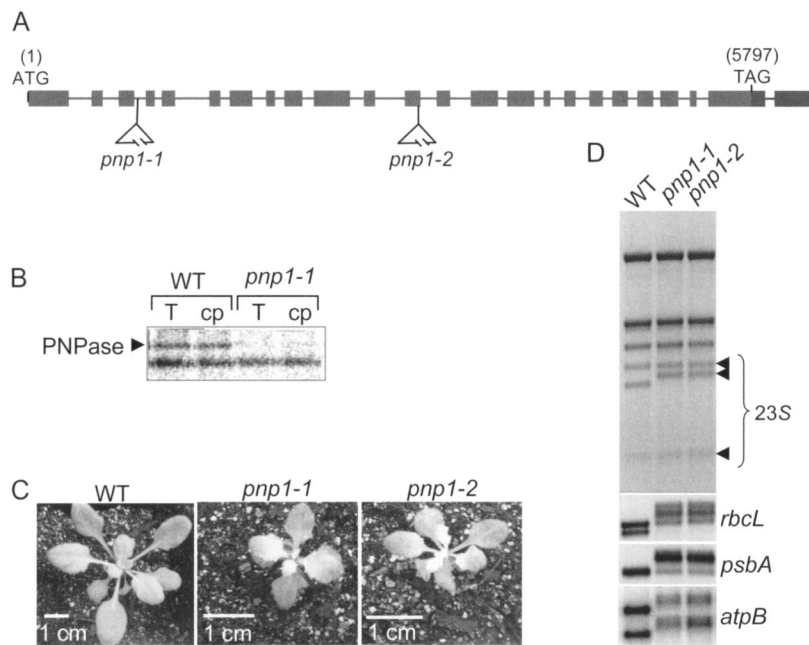 A
(1)
ATG
(5797)
TAG
pnp1-1
pnp1-2
B
WT
pnp1-1
T
cp
T
cp
PNPase
C
WT
pnp1-1
pnp1-2
1 cm
1 cm
1 cm
D
WT
pnp1-1
pnp1-2
23S
rbcL
psbA
atpB